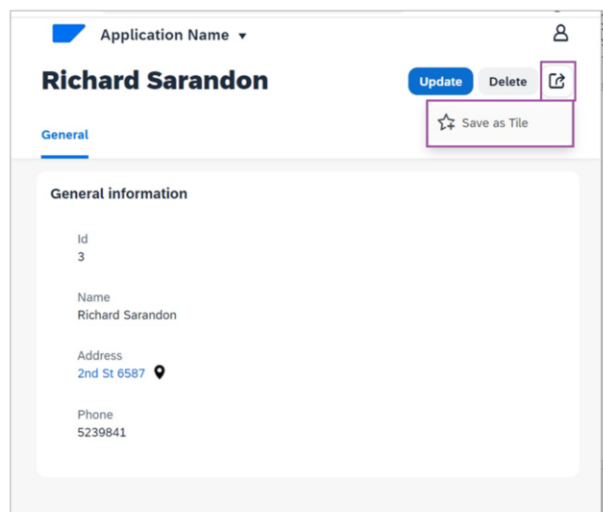 Application Name
Richard Sarandon
Update Delete
Save as Tile
General
General information
Id
3
Name
Richard Sarandon
Address
2nd St 6587
Phone
5239841